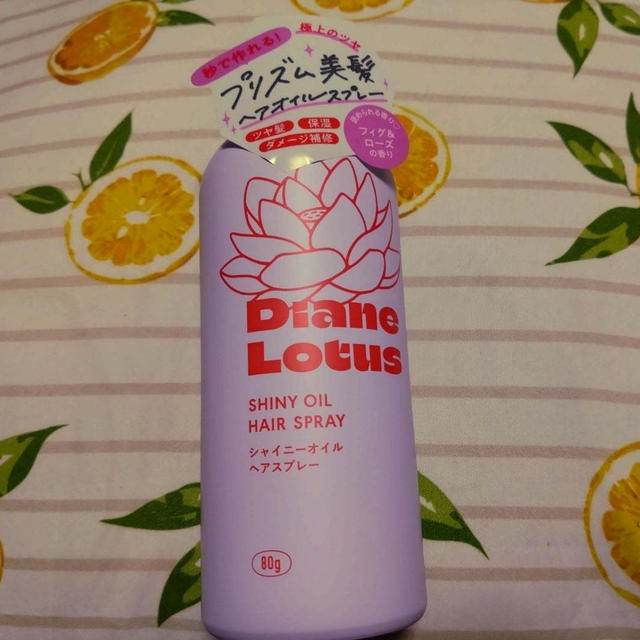 秒で作れる!
極上のツヤ
プリズム美髪
ヘアオイルスプレー
ツヤ髪
保湿
ダメージ補修
フィグ&
ローズ
の香り
Diane
Lotus
SHINY OIL
HAIR SPRAY
シャイニーオイル
ヘアスプレー
80g